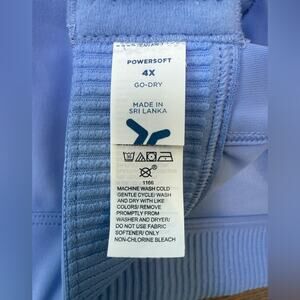 POWERSOFT
4X
GO-DRY
MADE IN
SRI LANKA
1166
MACHINE WASH COLD
GENTLE CYCLE/ WASH
AND DRY WITH LIKE
COLORS/ REMOVE
PROMPTLY FROM
WASHER AND DRYER/
DO NOT USE FABRIC
SOFTENER/ ONLY
NON-CHLORINE BLEACH